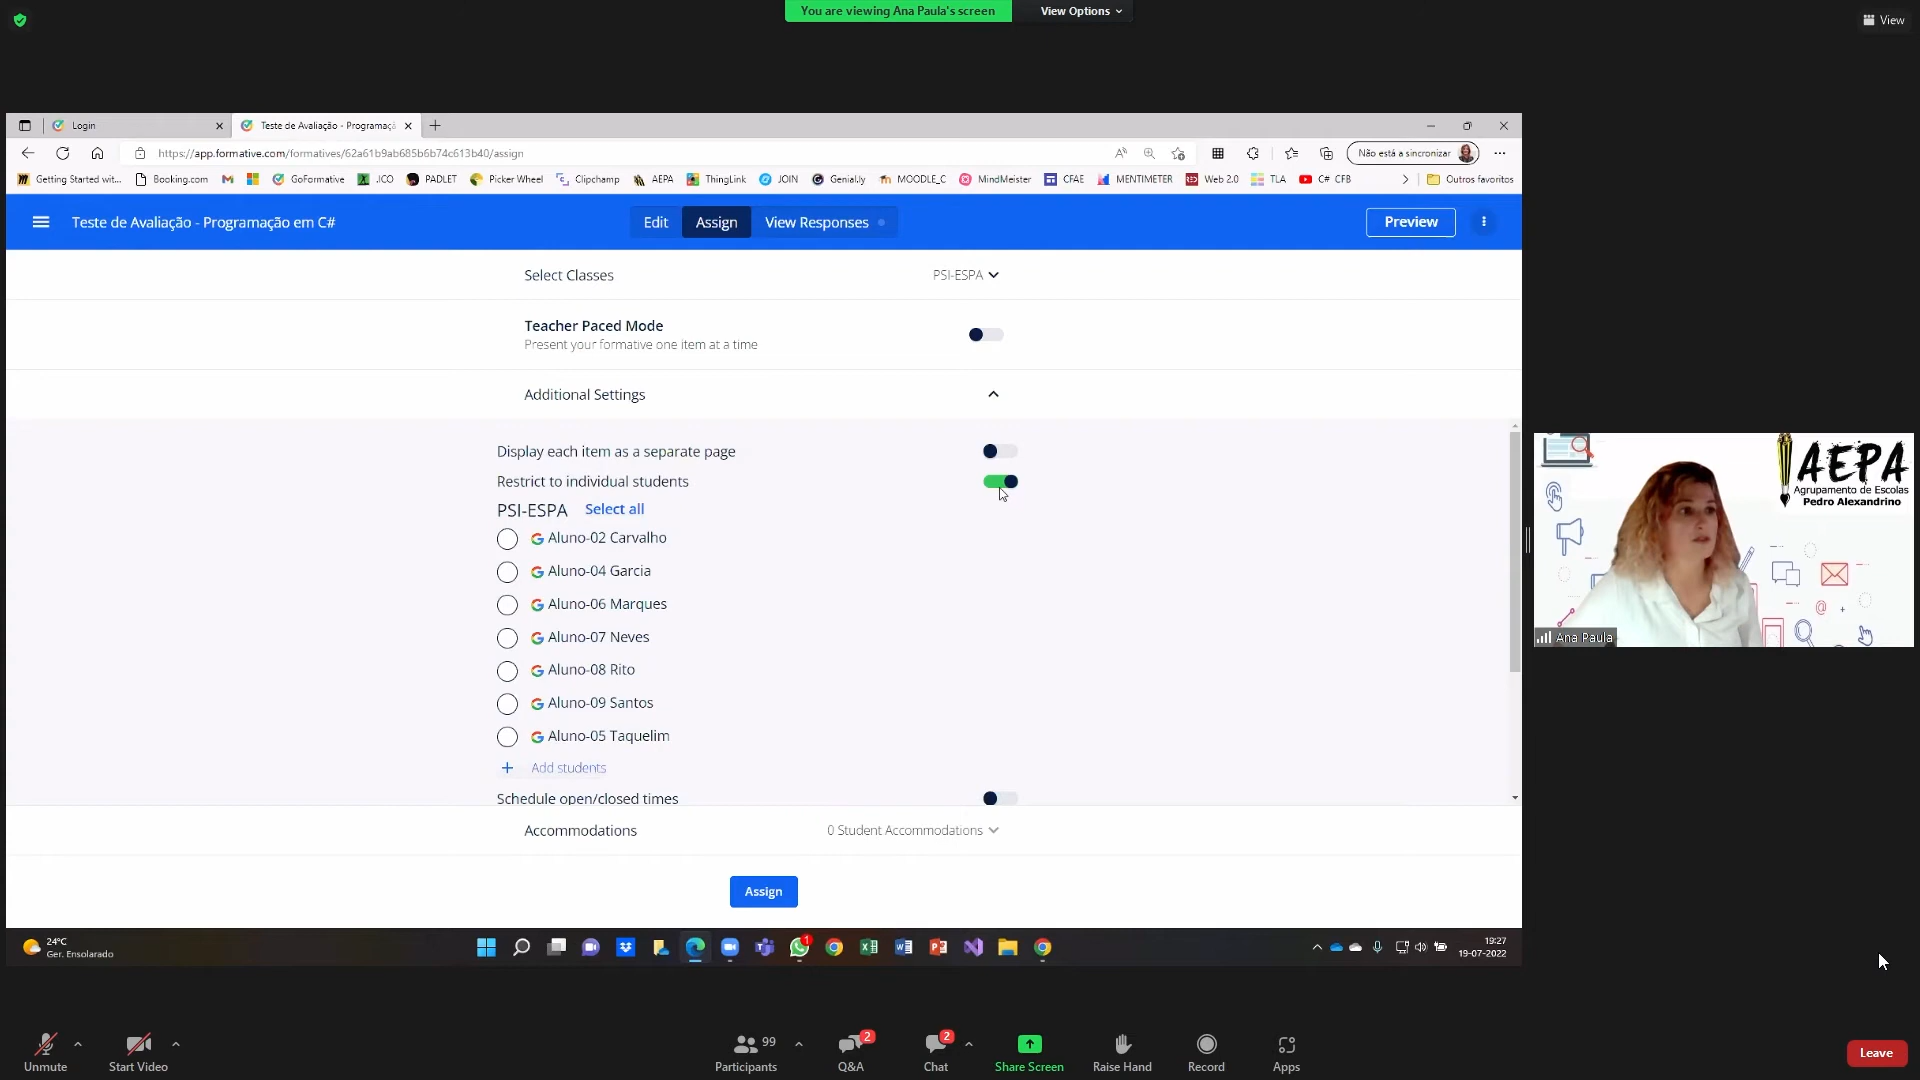 You are viewing Ana Paula's screen
View Options
View
Login
Teste de Avaliação - Programaç
https://app.formative.com/formatives/62a61b9ab685b6b74c613b40/assign
Não está a sincronizar
Getting Started wit...
Booking.com
GoFormative
.ICO
PADLET
Picker Wheel
Clipchamp
AEPA
ThingLink
JOIN
Genially
MOODLE_C
MindMeister
CFAE
MENTIMETER
Web 2.0
TLA
C# CFB
Outros favoritos
Teste de Avaliação - Programação em C#
Edit
Assign
View Responses
Preview
Select Classes
PSI-ESPA
Teacher Paced Mode
Present your formative one item at a time
Additional Settings
Display each item as a separate page
Restrict to individual students
PSI-ESPA Select all
Aluno-02 Carvalho
Aluno-04 Garcia
Aluno-06 Marques
Aluno-07 Neves
Aluno-08 Rito
Aluno-09 Santos
Aluno-05 Taquelim
+ Add students
Schedule open/closed times
Accommodations
0 Student Accommodations
Assign
AEPA
Agrupamento de Escolas
Pedro Alexandrino
Ana Paula
24°C
Ger. Ensolarado
1
19:27
19-07-2022
Unmute
Start Video
99
Participants
2
Q&A
2
Chat
Share Screen
Raise Hand
Record
Apps
Leave